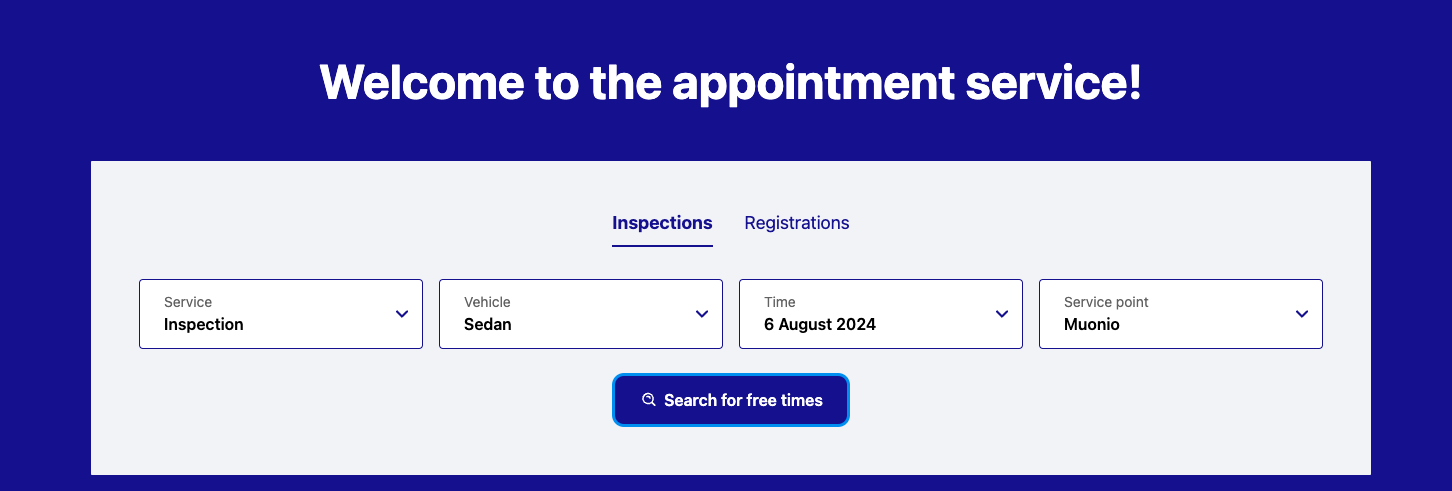 Welcome to the appointment service!
Inspections
Registrations
Service
Inspection
Vehicle
Sedan
Time
6 August 2024
Service point
Muonio
Search for free times